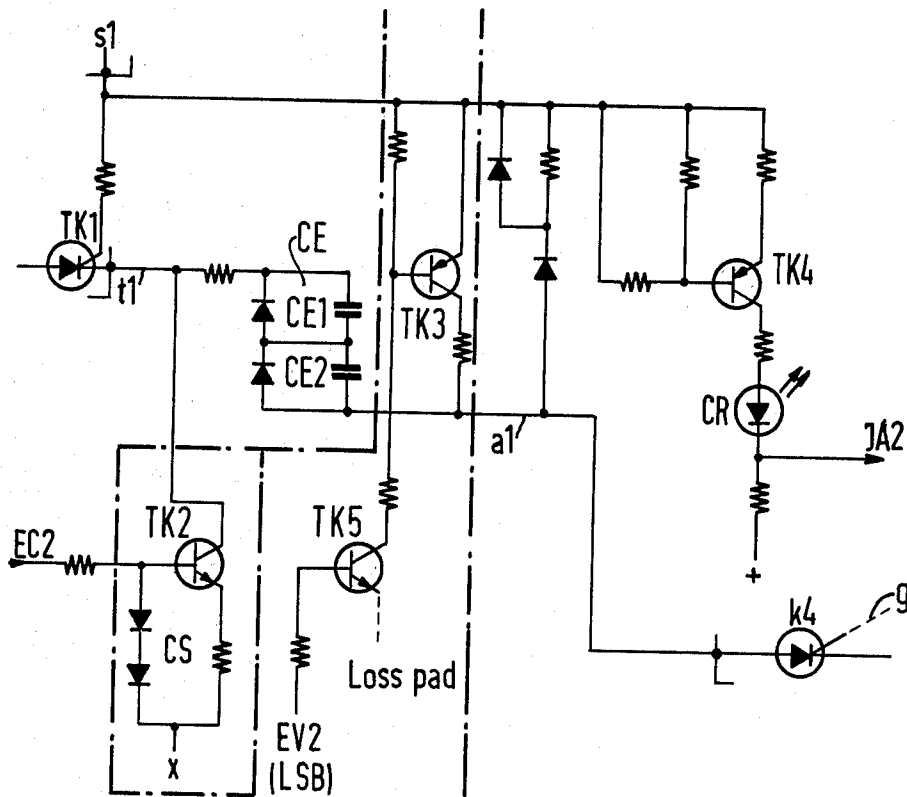 s1
TK1
t1
CE
CE1
CE2
TK3
TK4
CR
JA2
a1
EC2
TK2
TK5
CS
+
k4
g
Loss pad
x
EV2
(LSB)